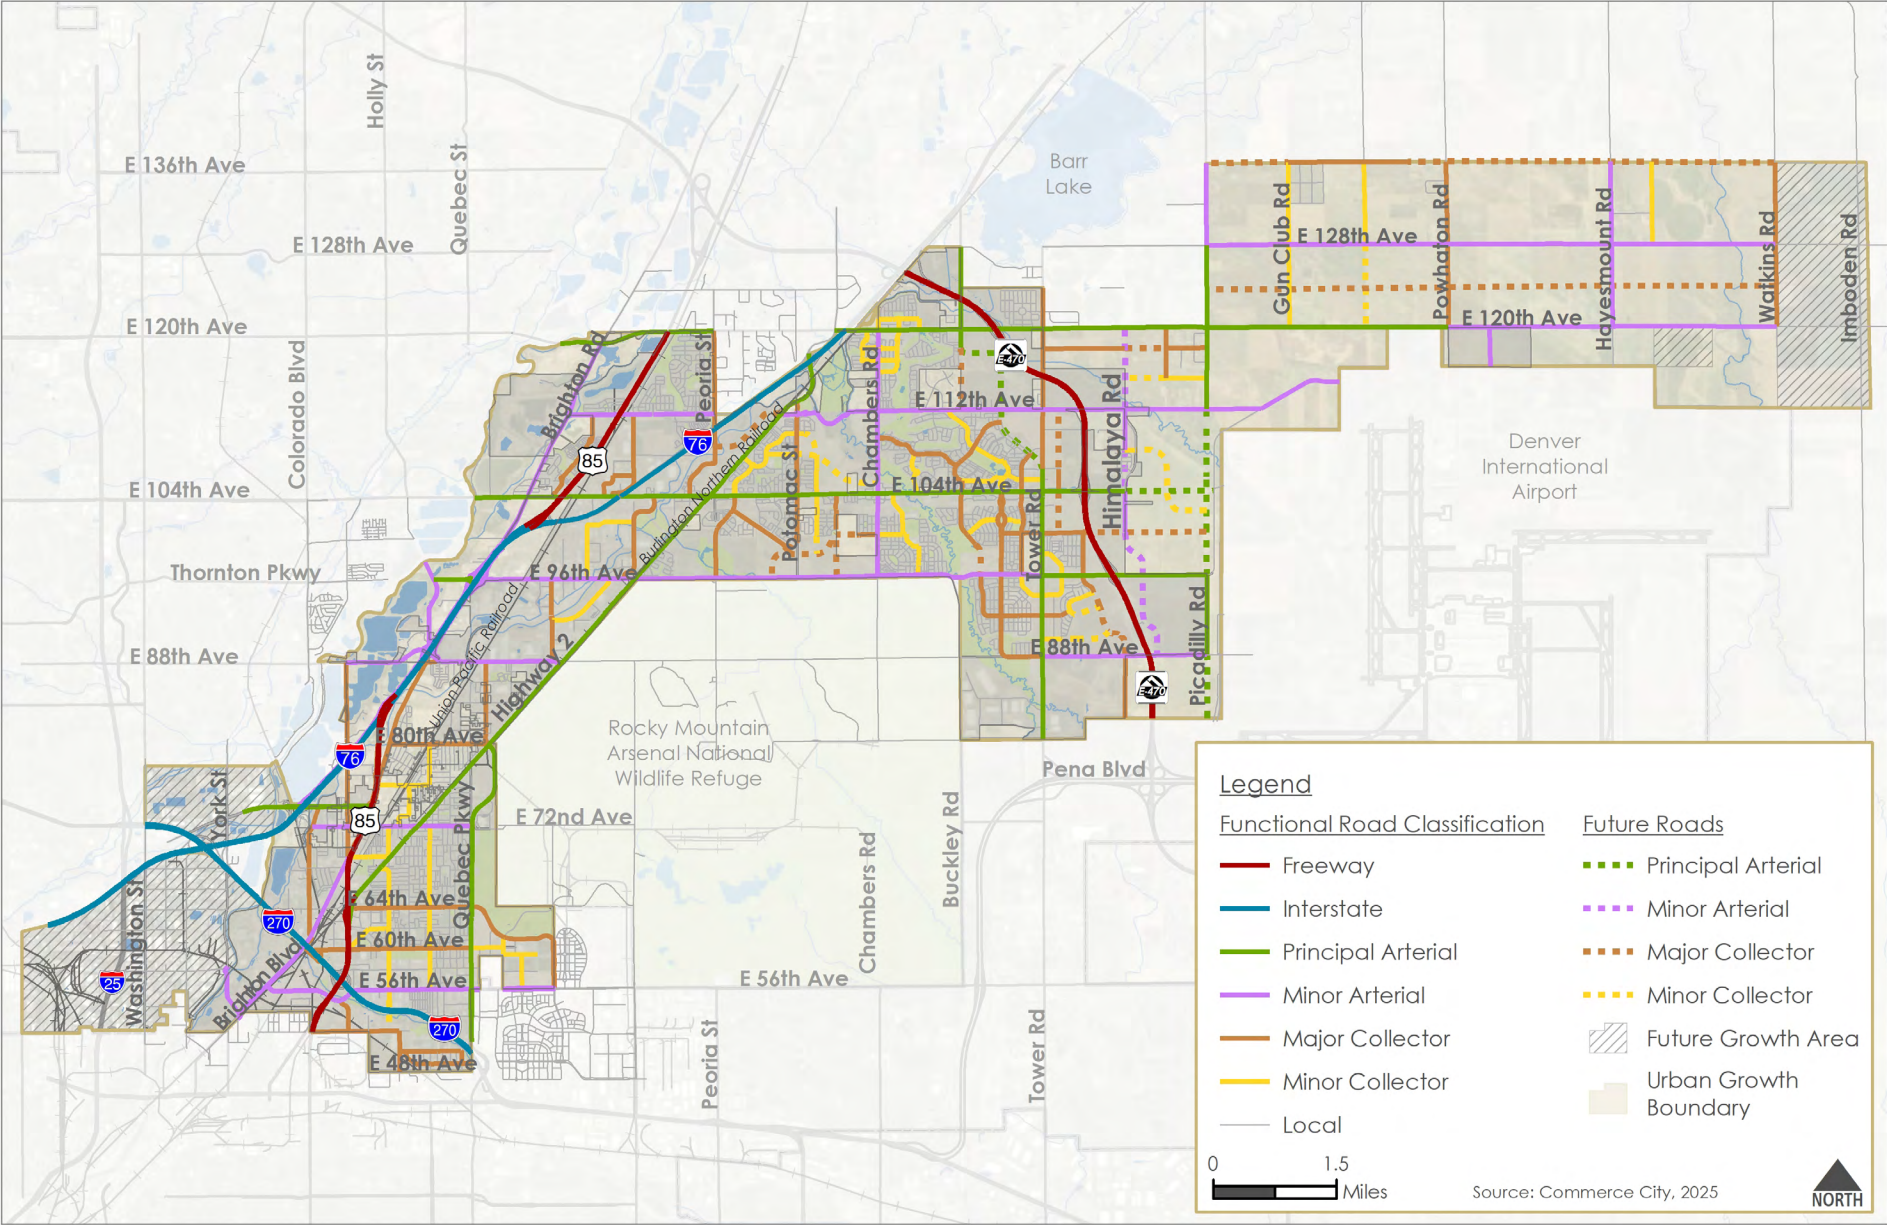 Holly St
Quebec St
E 136th Ave
E 128th Ave
E 120th Ave
Colorado Blvd
E 104th Ave
Thornton Pkwy
E 88th Ave
Barr
Lake
Brighton Rd
Peoria St
85
76
Burlington Northern Railroad
Potomac St
Chambers Rd
E-470
E 112th Ave
E 104th Ave
Tower Rd
Himalaya Rd
Picadilly Rd
E 96th Ave
Union Pacific Railroad
Highway 2
E 88th Ave
E-470
Gun Club Rd
E 128th Ave
Powhaton Rd
Hayesmount Rd
Watkins Rd
Imboden Rd
E 120th Ave
Denver
International
Airport
Rocky Mountain
Arsenal National
Wildlife Refuge
E 80th Ave
76
York St
85
Quebec Pkwy
E 72nd Ave
Pena Blvd
Buckley Rd
Chambers Rd
E 64th Ave
270
E 60th Ave
Washington St
25
Brighton Blvd
E 56th Ave
E 56th Ave
270
E 48th Ave
Peoria St
Tower Rd
Legend
Functional Road Classification
Freeway
Interstate
Principal Arterial
Minor Arterial
Major Collector
Minor Collector
Local
Future Roads
Principal Arterial
Minor Arterial
Major Collector
Minor Collector
Future Growth Area
Urban Growth
Boundary
0 1.5
Miles
Source: Commerce City, 2025
NORTH